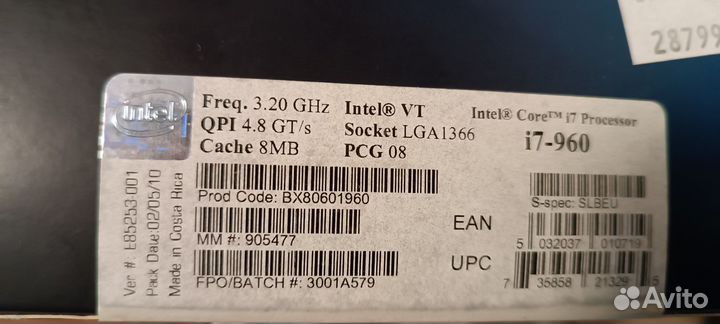 28799
intel
Freq. 3.20 GHz Intel® VT
QPI 4.8 GT/s Socket LGA1366
Cache 8MB PCG 08
Intel® Core™ i7 Processor
i7-960
Prod Code: BX80601960
MM #: 905477
FPO/BATCH #: 3001A579
EAN
UPC
S-spec: SLBEU
5 032037 010719
7 35858 21329 5
Ver #: E85253-001
Pack Date:02/05/10
Made in Costa Rica
Avito